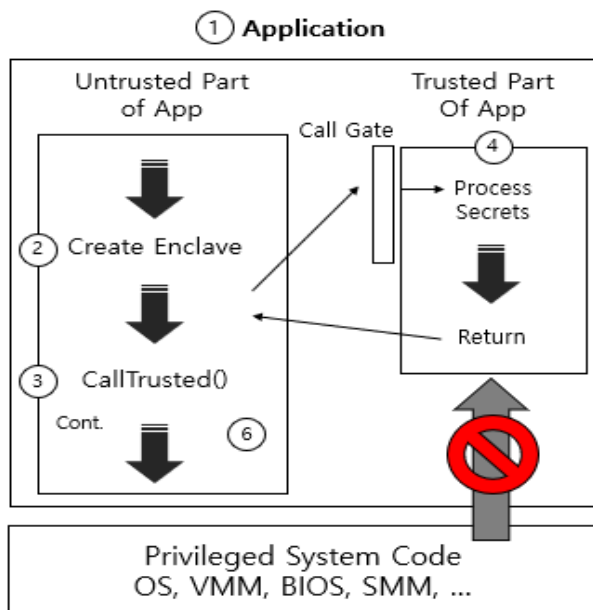 1 Application
Untrusted Part
of App
Trusted Part
Of App
Call Gate
4
Process
Secrets
2 Create Enclave
Return
3 CallTrusted()
Cont.
6
Privileged System Code
OS, VMM, BIOS, SMM, ...